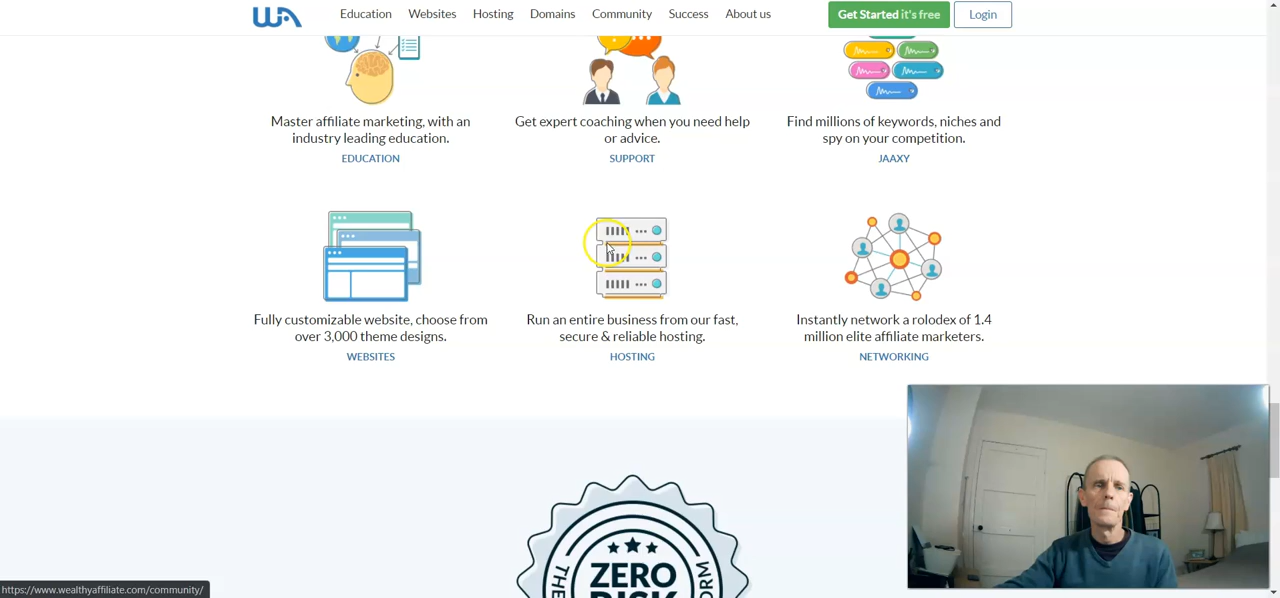 WA Education Websites Hosting Domains Community Success About us Get Started it's free Login
Master affiliate marketing, with an
industry leading education.
EDUCATION
Get expert coaching when you need help
or advice.
SUPPORT
Find millions of keywords, niches and
spy on your competition.
JAAXY
Fully customizable website, choose from
over 3,000 theme designs.
WEBSITES
Run an entire business from our fast,
secure & reliable hosting.
HOSTING
Instantly network a rolodex of 1.4
million elite affiliate marketers.
NETWORKING
ZERO
https://www.wealthyaffiliate.com/community/